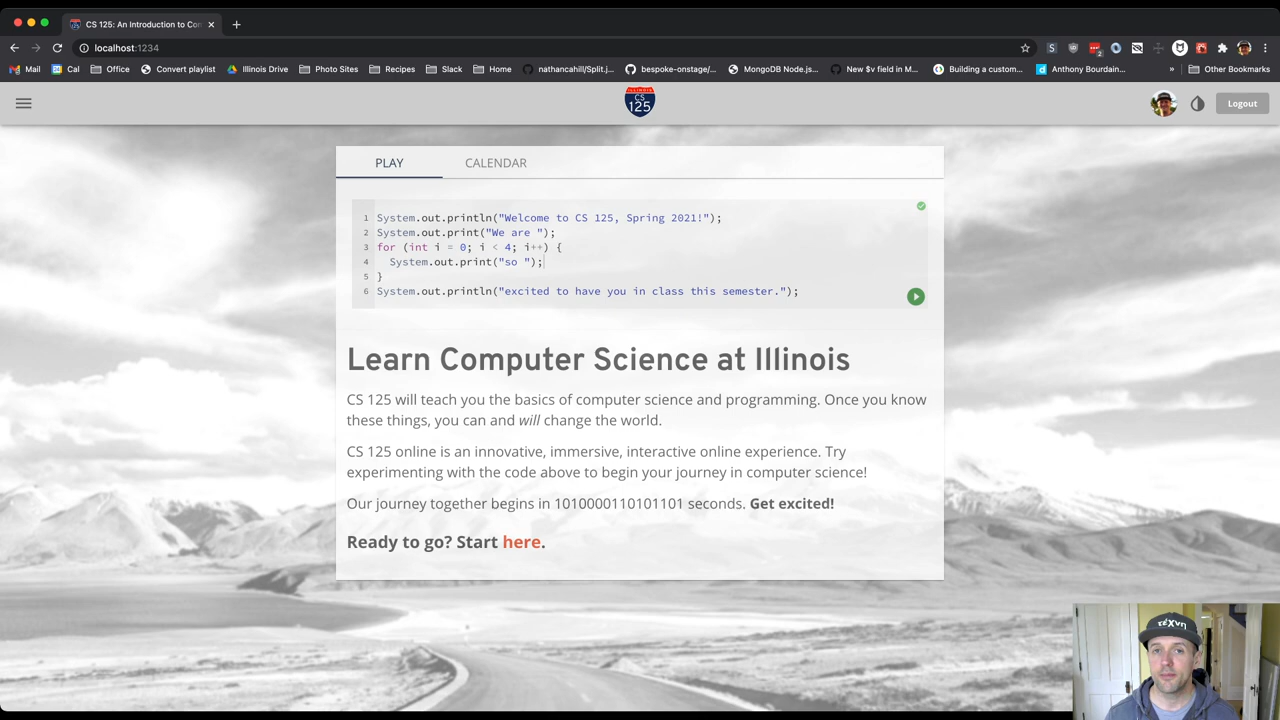 CS 125: An Introduction to Com
localhost:1234
Mail Cal Office Convert playlist Illinois Drive Photo Sites Recipes Slack Home nathancahill/Split.j... bespoke-onstage/... MongoDB Node.js... New $v field in M... Building a custom... Anthony Bourdain... » Other Bookmarks
ILLINOIS
CS
125
Logout
PLAY CALENDAR
1 System.out.println("Welcome to CS 125, Spring 2021!");
2 System.out.print("We are ");
3 for (int i = 0; i < 4; i++) {
4 System.out.print("so ");
5 }
6 System.out.println("excited to have you in class this semester.");
Learn Computer Science at Illinois
CS 125 will teach you the basics of computer science and programming. Once you know
these things, you can and will change the world.
CS 125 online is an innovative, immersive, interactive online experience. Try
experimenting with the code above to begin your journey in computer science!
Our journey together begins in 1010000110101101 seconds. Get excited!
Ready to go? Start here.